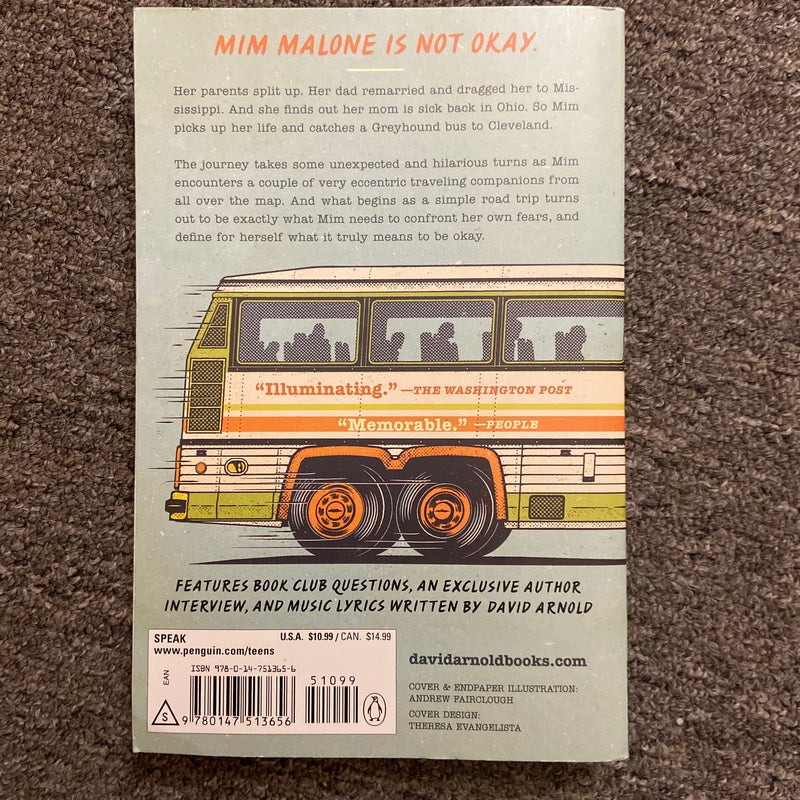 MIM MALONE IS NOT OKAY.
Her parents split up. Her dad remarried and dragged her to Mis-
sissippi. And she finds out her mom is sick back in Ohio. So Mim
picks up her life and catches a Greyhound bus to Cleveland.
The journey takes some unexpected and hilarious turns as Mim
encounters a couple of very eccentric traveling companions from
all over the map. And what begins as a simple road trip turns
out to be exactly what Mim needs to confront her own fears, and
define for herself what it truly means to be okay.
“Illuminating.” —THE WASHINGTON POST
“Memorable.” —PEOPLE
FEATURES BOOK CLUB QUESTIONS, AN EXCLUSIVE AUTHOR
INTERVIEW, AND MUSIC LYRICS WRITTEN BY DAVID ARNOLD
SPEAK U.S.A. $10.99 / CAN. $14.99
www.penguin.com/teens
ISBN 978-0-14-751365-6
51099
EAN
S
9 780147 513656
davidarnoldbooks.com
COVER & ENDPAPER ILLUSTRATION:
ANDREW FAIRCLOUGH
COVER DESIGN:
THERESA EVANGELISTA